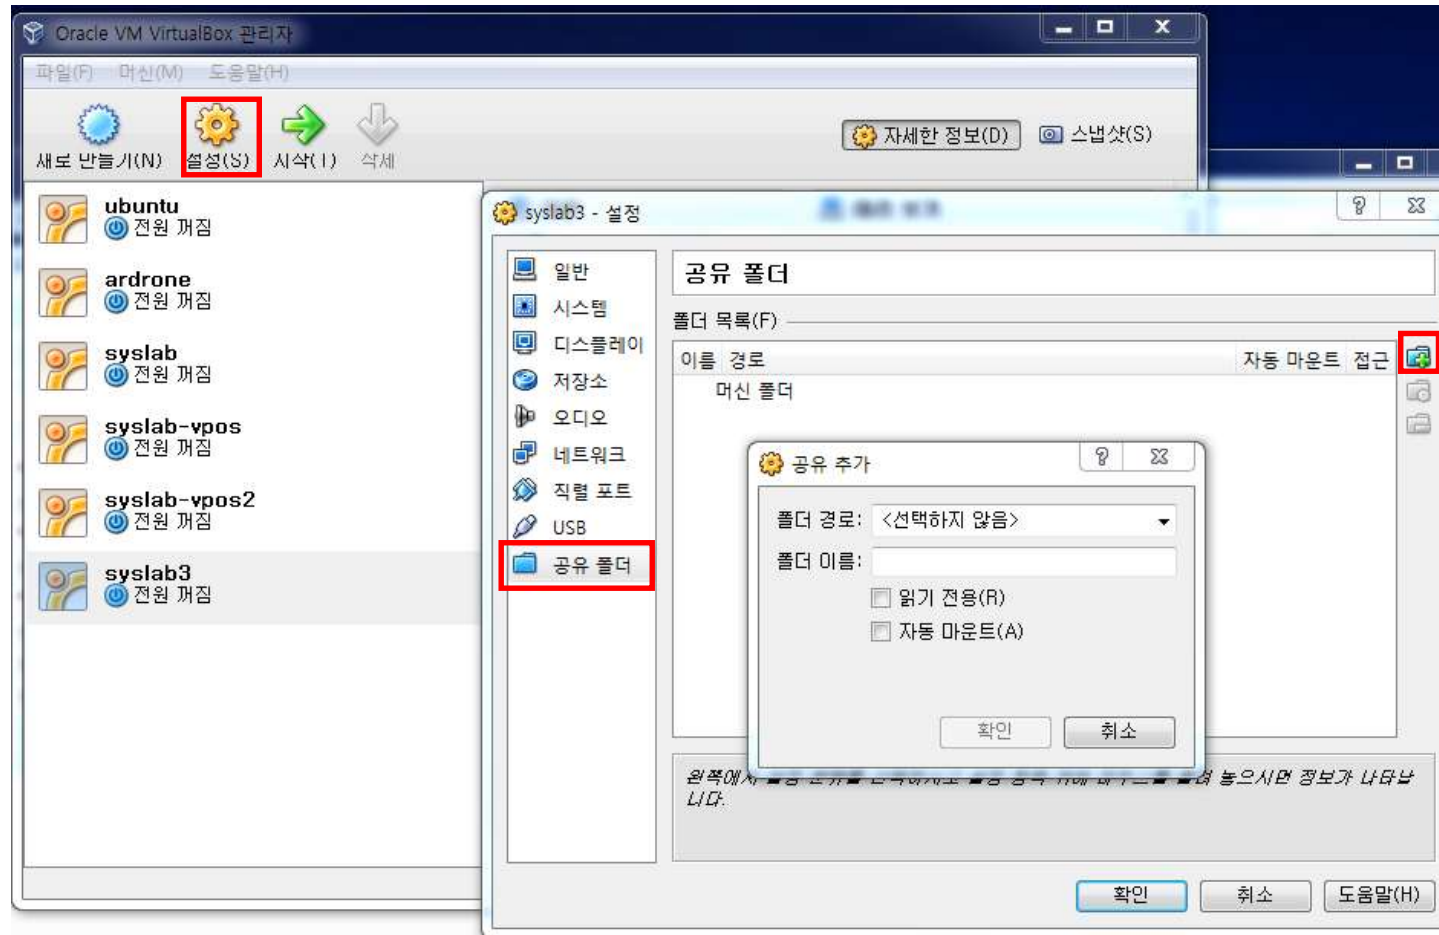 Oracle VM VirtualBox 관리자
파일(F) 머신(M) 도움말(H)
새로 만들기(N) 설정(S) 시작(T) 삭제
자세한 정보(D) 스냅샷(S)
ubuntu
전원 꺼짐
ardrone
전원 꺼짐
syslab
전원 꺼짐
syslab-vpos
전원 꺼짐
syslab-vpos2
전원 꺼짐
syslab3
전원 꺼짐
syslab3 - 설정
일반
시스템
디스플레이
저장소
오디오
네트워크
직렬 포트
USB
공유 폴더
공유 폴더
폴더 목록(F)
이름 경로 자동 마운트 접근
머신 폴더
공유 추가
폴더 경로: <선택하지 않음>
폴더 이름:
읽기 전용(R)
자동 마운트(A)
확인 취소
왼쪽에서 놓으시면 정보가 나타납
니다.
확인 취소 도움말(H)